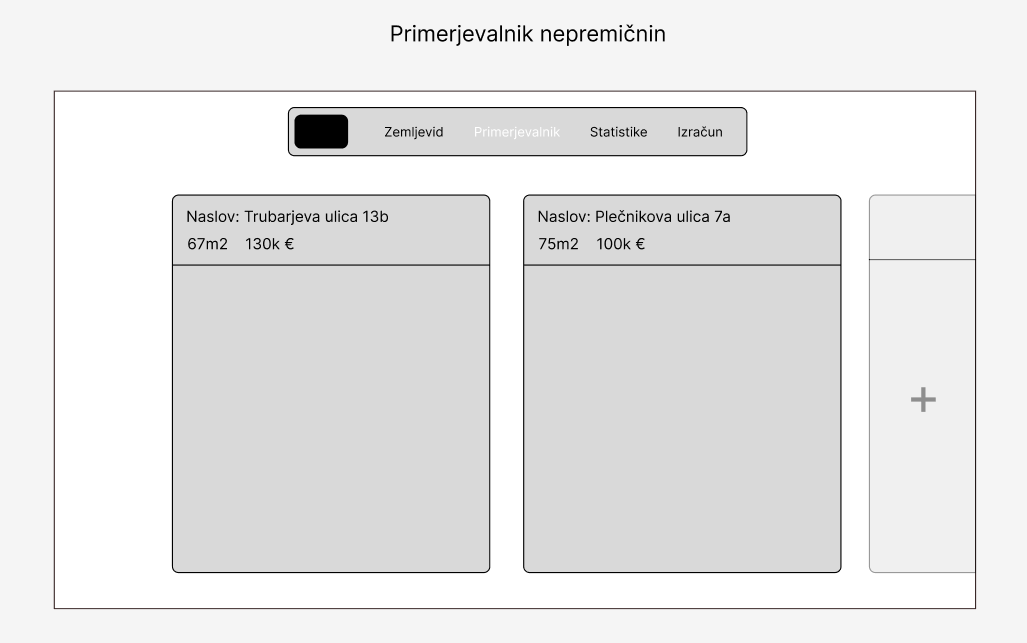 Primerjevalnik nepremičnin
Zemljevid Primerjevalnik Statistike Izračun
Naslov: Trubarjeva ulica 13b
67m2 130k €
Naslov: Plečnikova ulica 7a
75m2 100k €
+